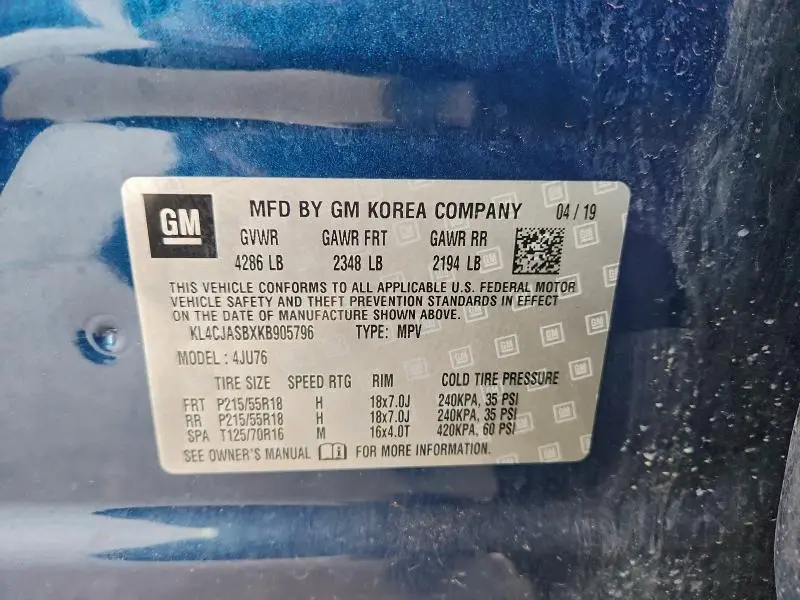 GM MFD BY GM KOREA COMPANY 04 / 19
GVWR GAWR FRT GAWR RR
4286 LB 2348 LB 2194 LB
THIS VEHICLE CONFORMS TO ALL APPLICABLE U.S. FEDERAL MOTOR
VEHICLE SAFETY AND THEFT PREVENTION STANDARDS IN EFFECT
ON THE DATE OF MANUFACTURE SHOWN ABOVE.
KL4CJASBXKB905796 TYPE: MPV
MODEL : 4JU76
TIRE SIZE SPEED RTG RIM COLD TIRE PRESSURE
FRT P215/55R18 H 18x7.0J 240KPA, 35 PSI
RR P215/55R18 H 18x7.0J 240KPA, 35 PSI
SPA T125/70R16 M 16x4.0T 420KPA, 60 PSI
SEE OWNER'S MANUAL FOR MORE INFORMATION.